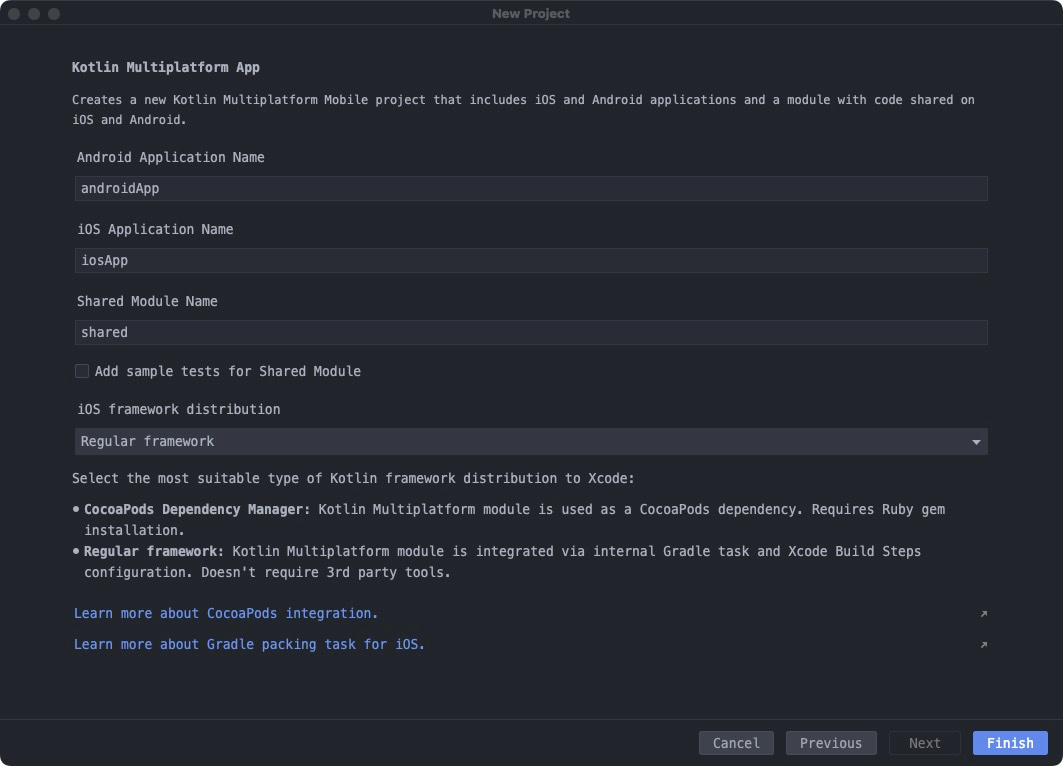 New Project
Kotlin Multiplatform App
Creates a new Kotlin Multiplatform Mobile project that includes iOS and Android applications and a module with code shared on
iOS and Android.
Android Application Name
androidApp
iOS Application Name
iosApp
Shared Module Name
shared
Add sample tests for Shared Module
iOS framework distribution
Regular framework
Select the most suitable type of Kotlin framework distribution to Xcode:
• CocoaPods Dependency Manager: Kotlin Multiplatform module is used as a CocoaPods dependency. Requires Ruby gem
installation.
• Regular framework: Kotlin Multiplatform module is integrated via internal Gradle task and Xcode Build Steps
configuration. Doesn't require 3rd party tools.
Learn more about CocoaPods integration.
Learn more about Gradle packing task for iOS.
Cancel Previous Next Finish